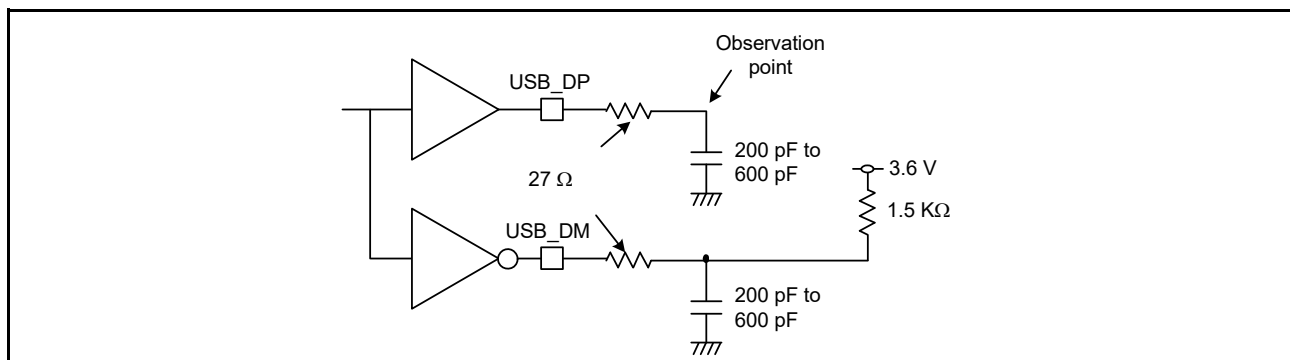 Observation
point
USB_DP
200 pF to
600 pF
27 Ω
3.6 V
1.5 KΩ
USB_DM
200 pF to
600 pF